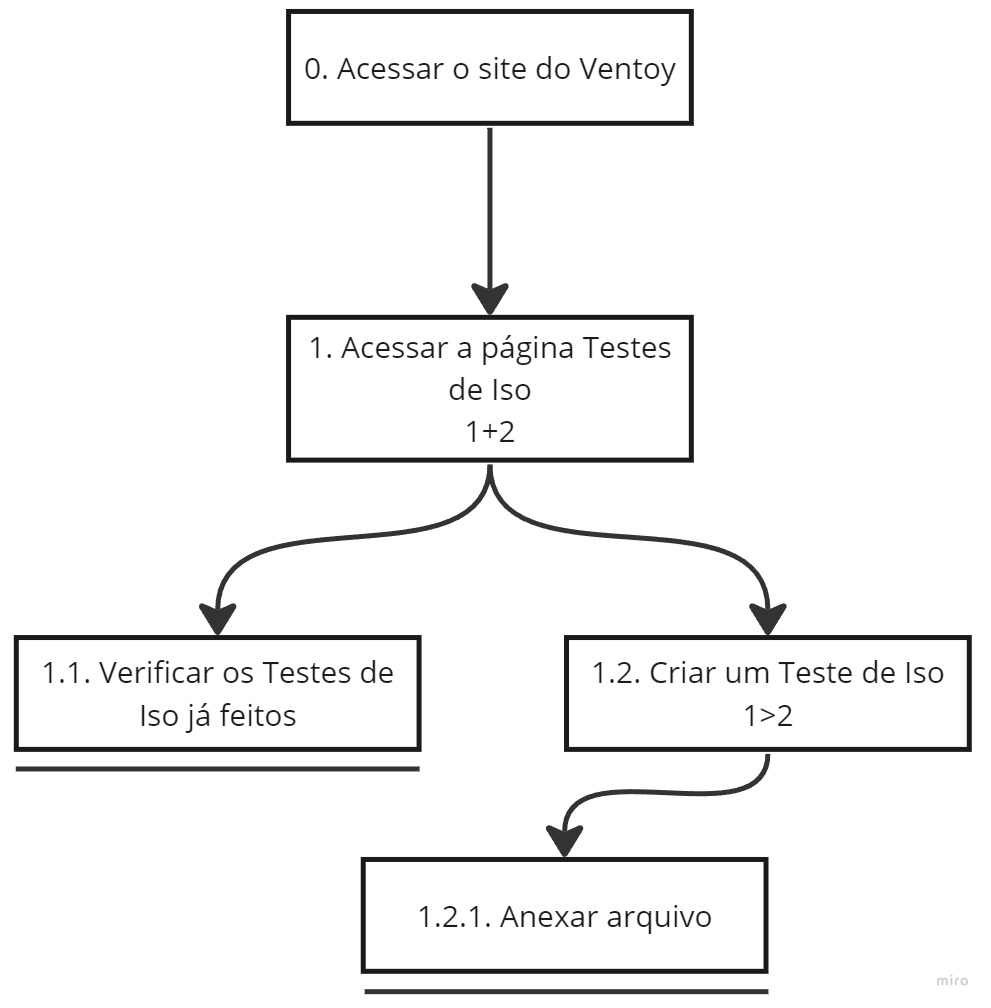 0. Acessar o site do Ventoy
1. Acessar a página Testes
de Iso
1+2
1.1. Verificar os Testes de
Iso já feitos
1.2. Criar um Teste de Iso
1>2
1.2.1. Anexar arquivo
miro